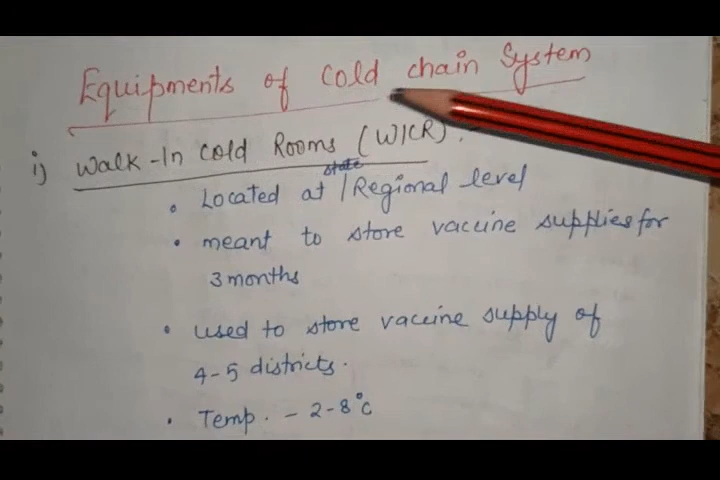 Equipments of cold chain System
i) Walk-In cold Rooms (WICR).
state
• Located at /Regional level
• meant to store vaccine supplies for
3 months
• used to store vaccine supply of
4-5 districts.
• Temp. - 2-8°c